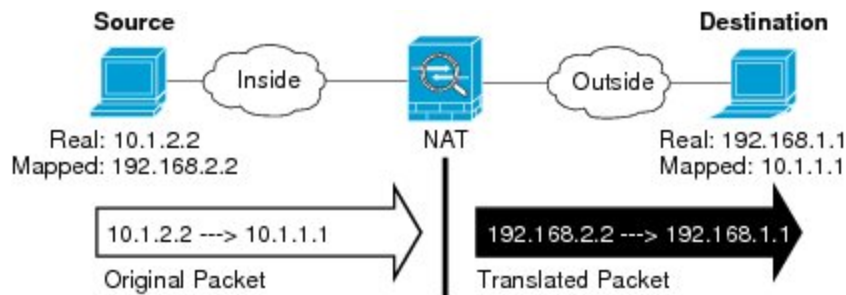 Source
Destination
Inside
Outside
Real: 10.1.2.2
Mapped: 192.168.2.2
NAT
Real: 192.168.1.1
Mapped: 10.1.1.1
10.1.2.2 ---> 10.1.1.1
192.168.2.2 ---> 192.168.1.1
Original Packet
Translated Packet